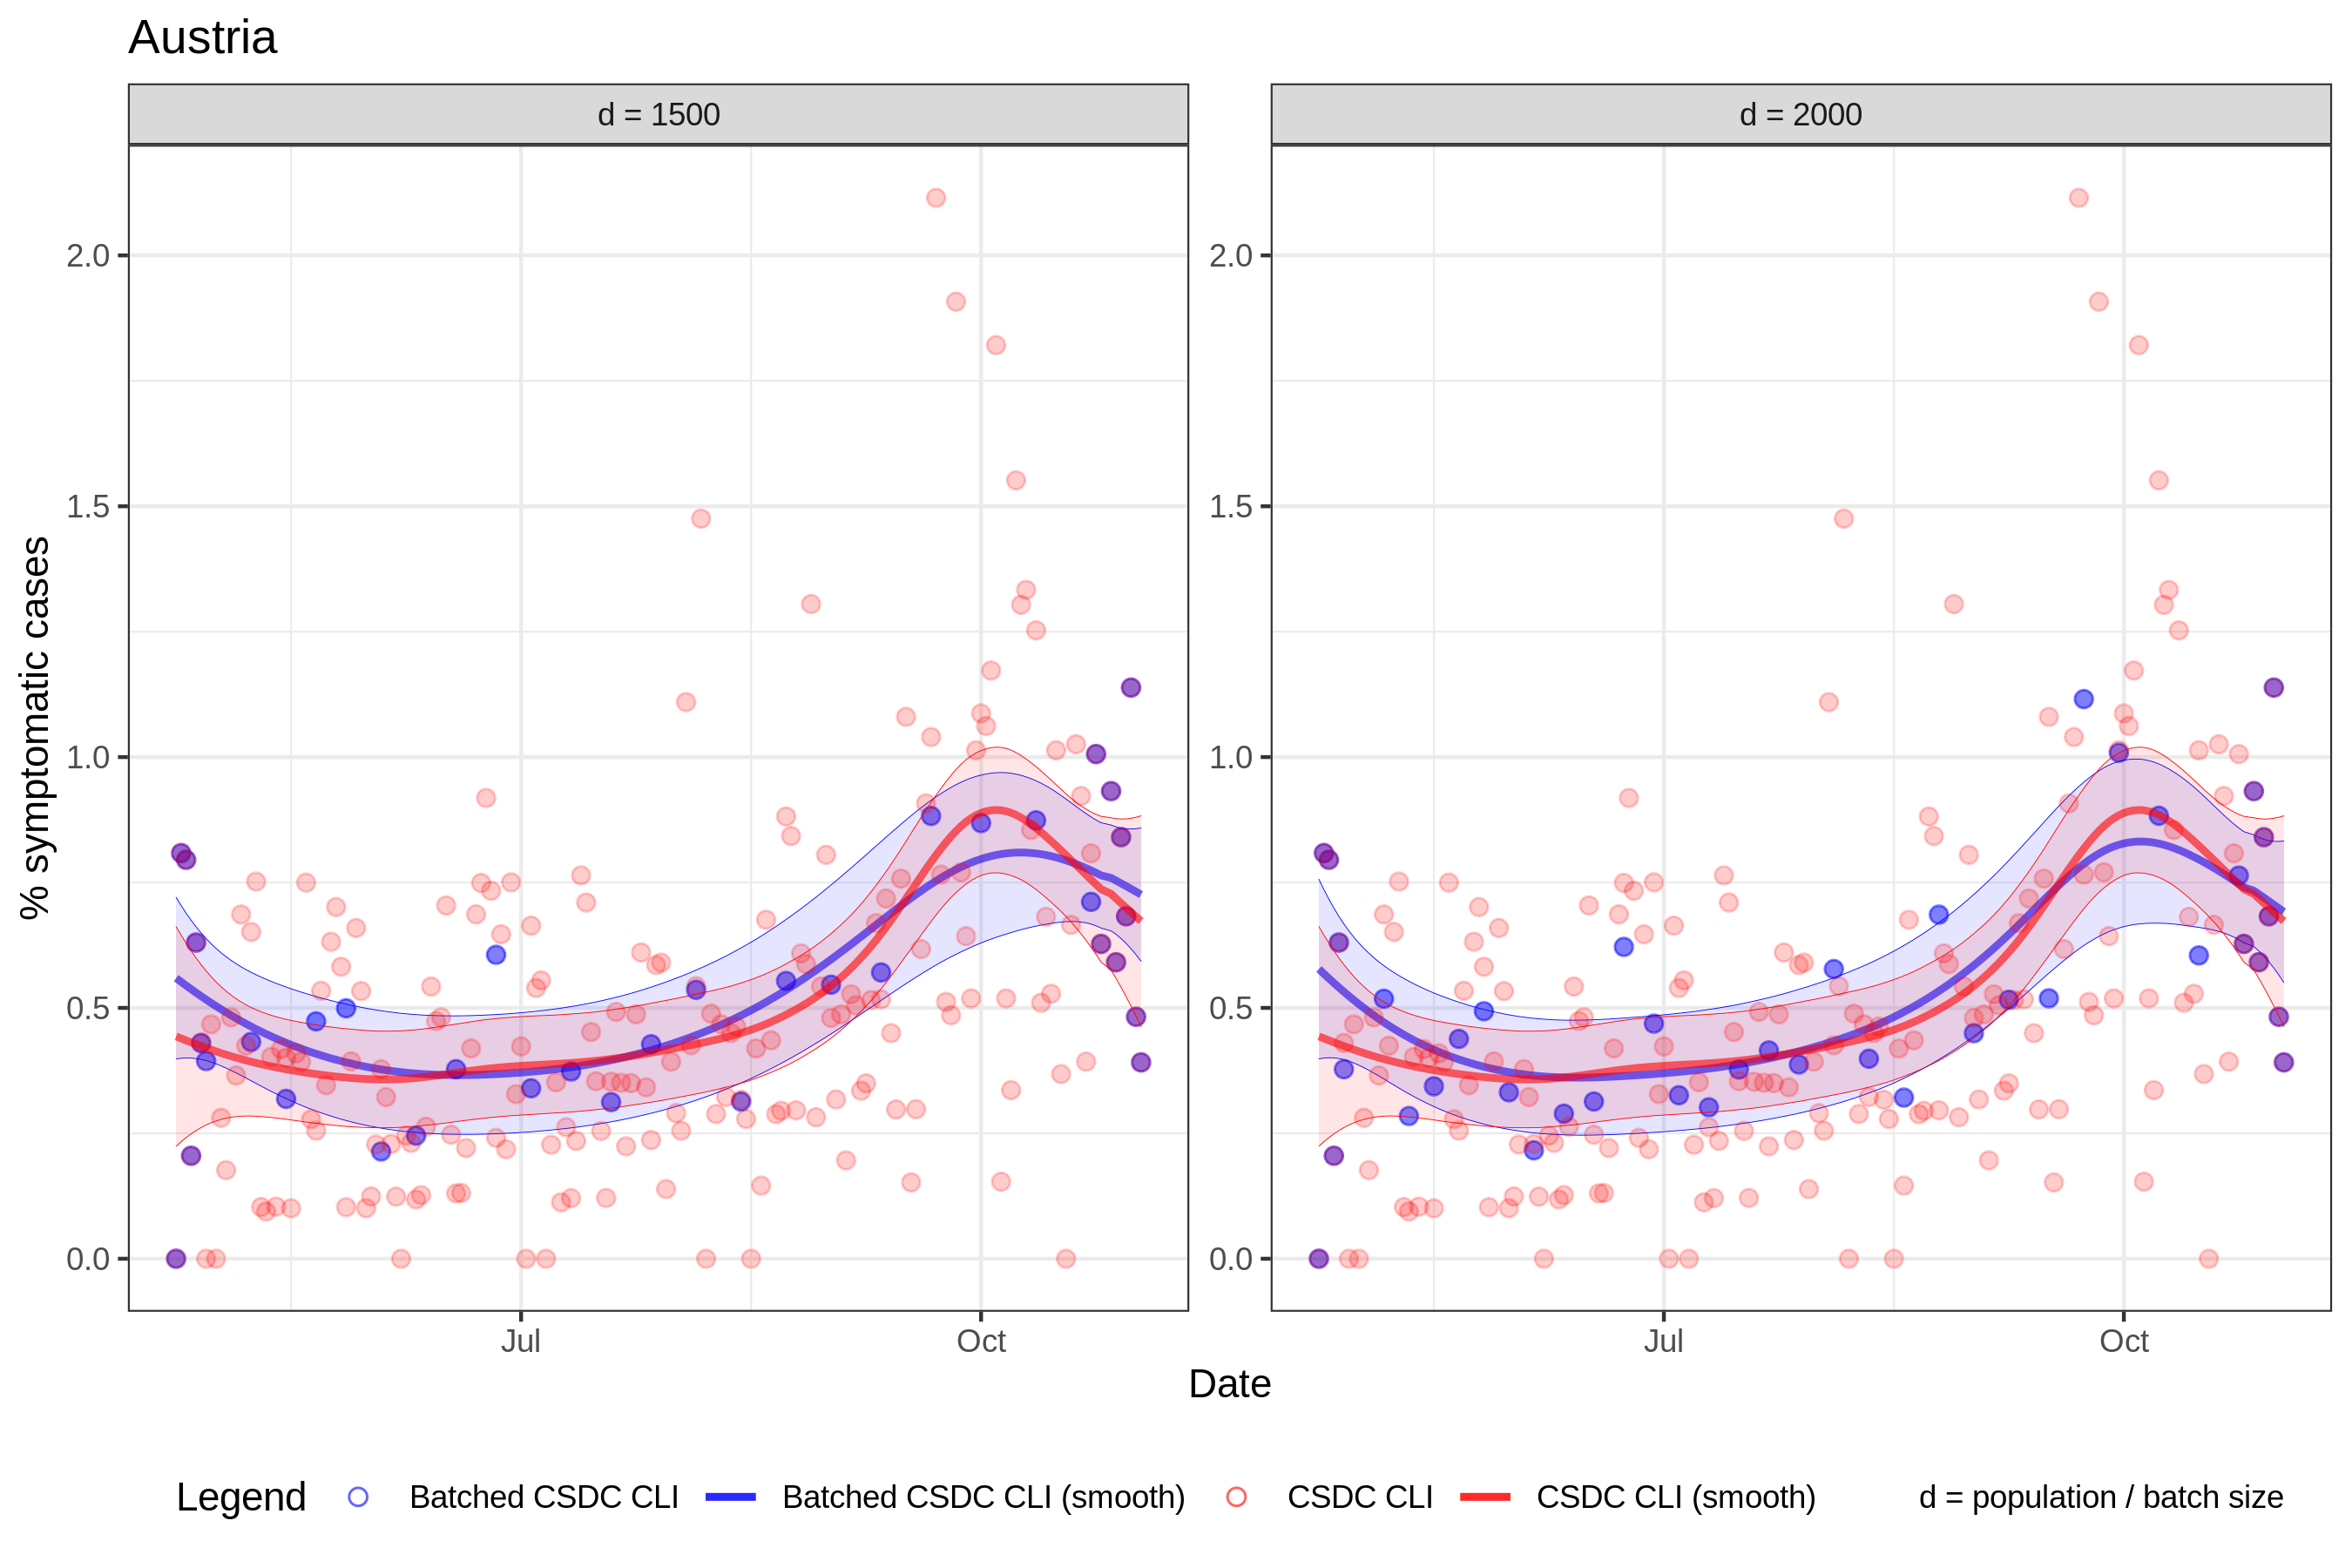 Austria
d = 1500
d = 2000
% symptomatic cases
2.0
1.5
1.0
0.5
0.0
2.0
1.5
1.0
0.5
0.0
Jul
Oct
Jul
Oct
Date
Legend Batched CSDC CLI Batched CSDC CLI (smooth) CSDC CLI CSDC CLI (smooth) d = population / batch size